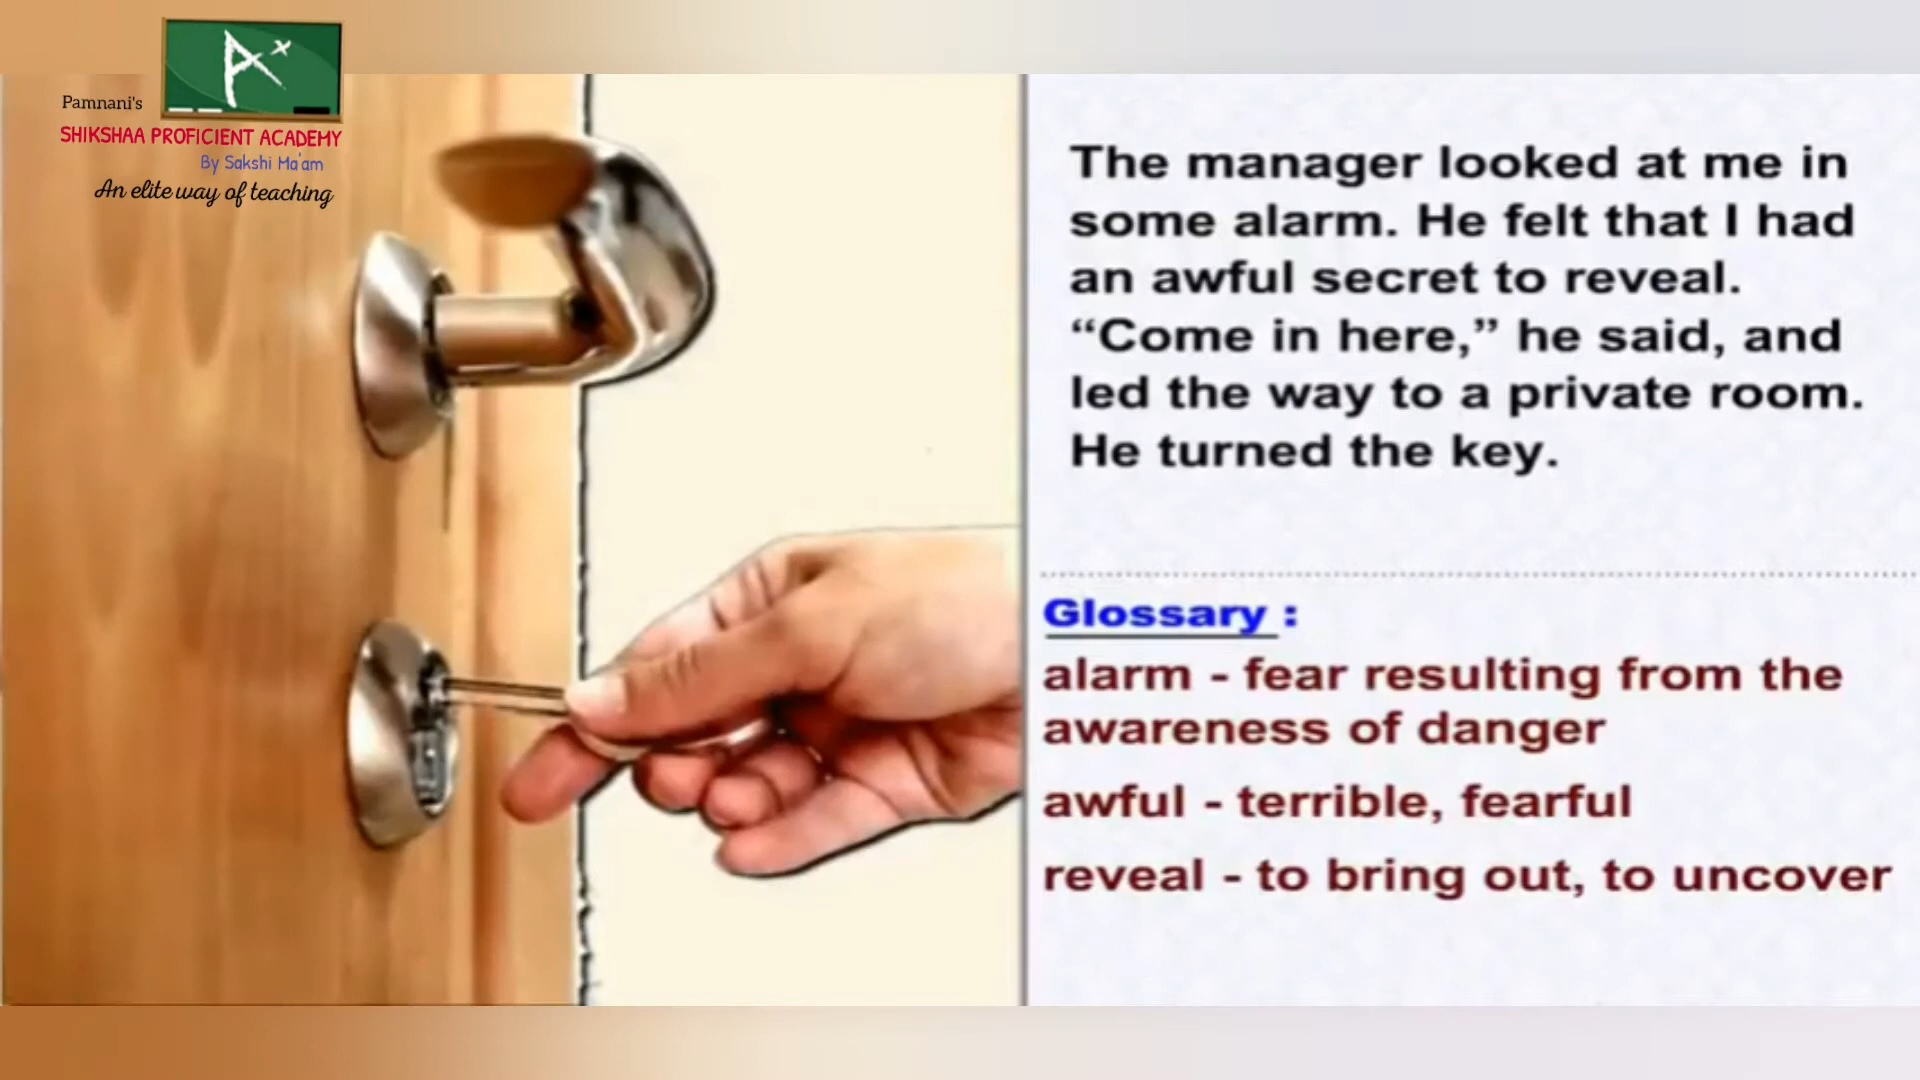 A+
Pamnani's
SHIKSHAA PROFICIENT ACADEMY
By Sakshi Ma'am
An elite way of teaching
The manager looked at me in
some alarm. He felt that I had
an awful secret to reveal.
“Come in here,” he said, and
led the way to a private room.
He turned the key.
Glossary :
alarm - fear resulting from the
awareness of danger
awful - terrible, fearful
reveal - to bring out, to uncover